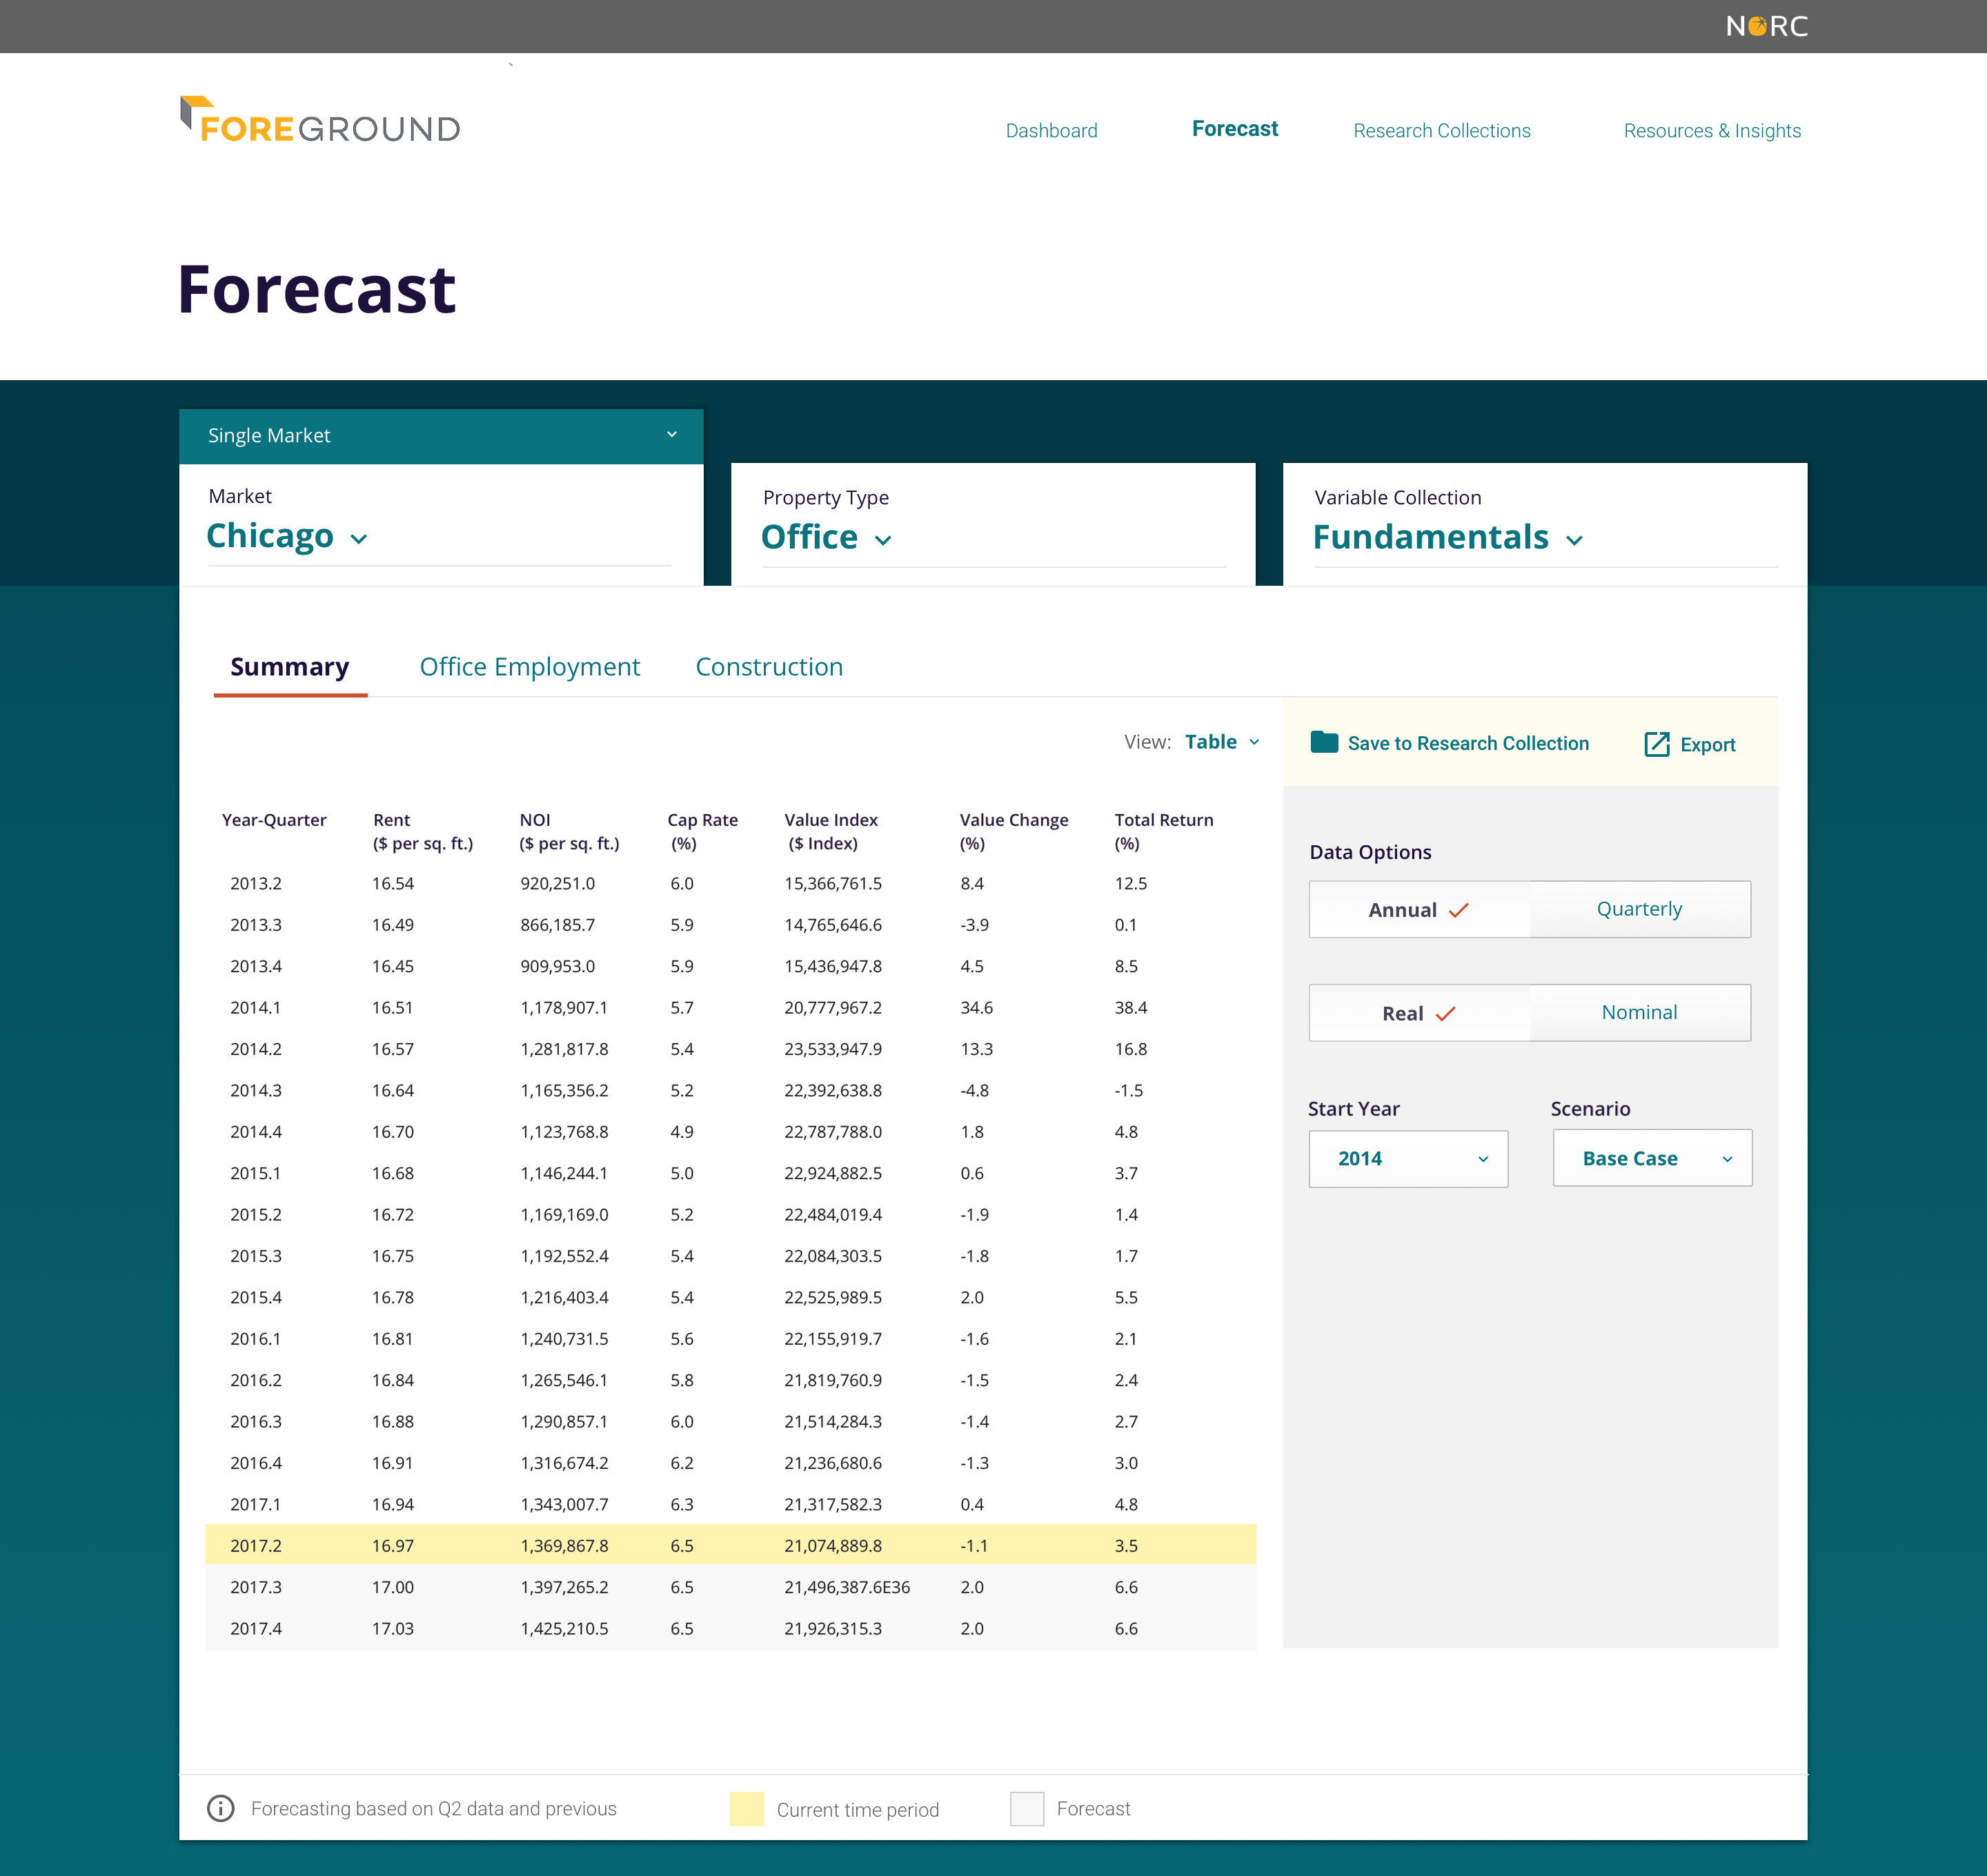 NORC
`
FOREGROUND
Dashboard Forecast Research Collections Resources & Insights
Forecast
Single Market
Market
Chicago
Property Type
Office
Variable Collection
Fundamentals
Summary Office Employment Construction
View: Table
Save to Research Collection Export
Year-Quarter Rent NOI Cap Rate Value Index Value Change Total Return
($ per sq. ft.) ($ per sq. ft.) (%) ($ Index) (%) (%)
2013.2 16.54 920,251.0 6.0 15,366,761.5 8.4 12.5
2013.3 16.49 866,185.7 5.9 14,765,646.6 -3.9 0.1
2013.4 16.45 909,953.0 5.9 15,436,947.8 4.5 8.5
2014.1 16.51 1,178,907.1 5.7 20,777,967.2 34.6 38.4
2014.2 16.57 1,281,817.8 5.4 23,533,947.9 13.3 16.8
2014.3 16.64 1,165,356.2 5.2 22,392,638.8 -4.8 -1.5
2014.4 16.70 1,123,768.8 4.9 22,787,788.0 1.8 4.8
2015.1 16.68 1,146,244.1 5.0 22,924,882.5 0.6 3.7
2015.2 16.72 1,169,169.0 5.2 22,484,019.4 -1.9 1.4
2015.3 16.75 1,192,552.4 5.4 22,084,303.5 -1.8 1.7
2015.4 16.78 1,216,403.4 5.4 22,525,989.5 2.0 5.5
2016.1 16.81 1,240,731.5 5.6 22,155,919.7 -1.6 2.1
2016.2 16.84 1,265,546.1 5.8 21,819,760.9 -1.5 2.4
2016.3 16.88 1,290,857.1 6.0 21,514,284.3 -1.4 2.7
2016.4 16.91 1,316,674.2 6.2 21,236,680.6 -1.3 3.0
2017.1 16.94 1,343,007.7 6.3 21,317,582.3 0.4 4.8
2017.2 16.97 1,369,867.8 6.5 21,074,889.8 -1.1 3.5
2017.3 17.00 1,397,265.2 6.5 21,496,387.6E36 2.0 6.6
2017.4 17.03 1,425,210.5 6.5 21,926,315.3 2.0 6.6
Data Options
Annual Quarterly
Real Nominal
Start Year Scenario
2014 Base Case
Forecasting based on Q2 data and previous Current time period Forecast